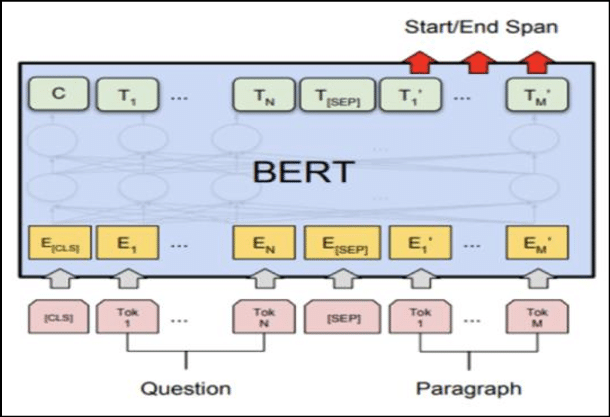 Start/End Span
C T1 ... TN T[SEP] T1' ... TM'
BERT
E[CLS] E1 ... EN E[SEP] E1' ... EM'
[CLS] Tok 1 ... Tok N [SEP] Tok 1 ... Tok M
Question Paragraph